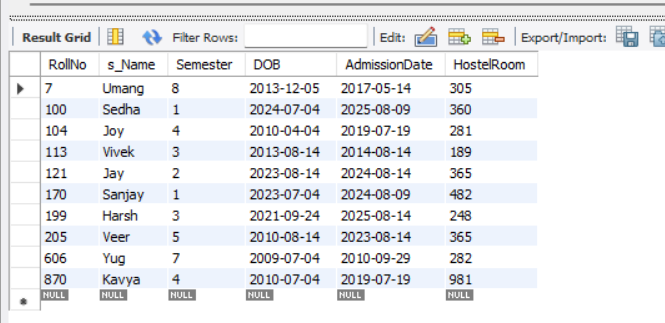 Result Grid Filter Rows: Edit: Export/Import:
RollNo s_Name Semester DOB AdmissionDate HostelRoom
7 Umang 8 2013-12-05 2017-05-14 305
100 Sedha 1 2024-07-04 2025-08-09 360
104 Joy 4 2010-04-04 2019-07-19 281
113 Vivek 3 2013-08-14 2014-08-14 189
121 Jay 2 2023-08-14 2024-08-14 365
170 Sanjay 1 2023-07-04 2024-08-09 482
199 Harsh 3 2021-09-24 2025-08-14 248
205 Veer 5 2010-08-14 2023-08-14 365
606 Yug 7 2009-07-04 2010-09-29 282
870 Kavya 4 2010-07-04 2019-07-19 981
NULL NULL NULL NULL NULL NULL